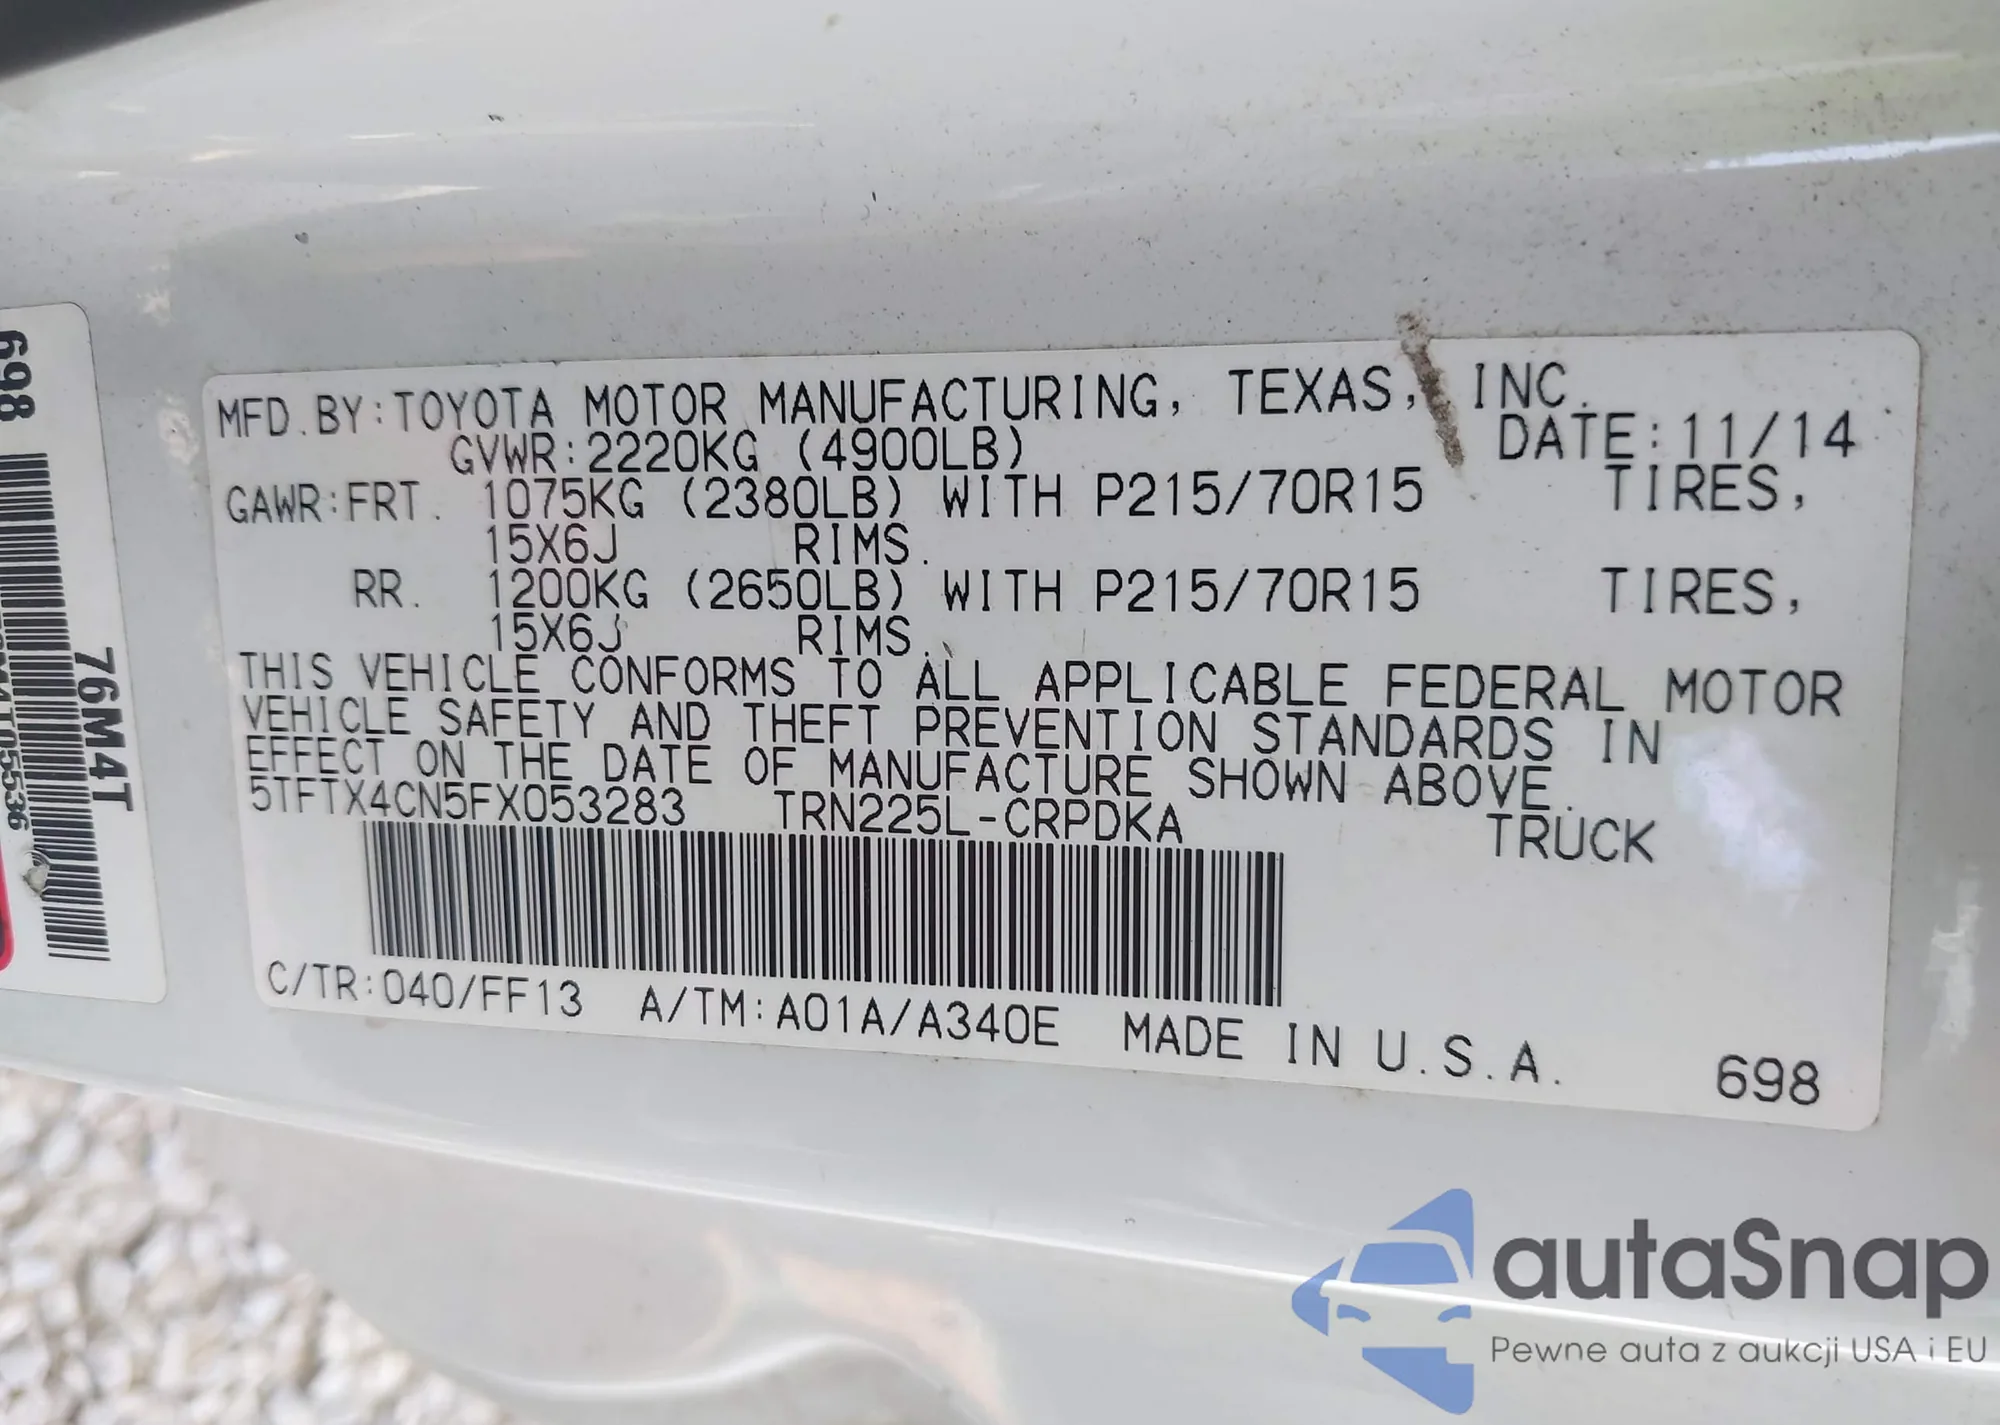 MFD.BY:TOYOTA MOTOR MANUFACTURING, TEXAS, INC.
GVWR:2220KG (4900LB) DATE:11/14
GAWR:FRT. 1075KG (2380LB) WITH P215/70R15 TIRES,
15X6J RIMS.
RR. 1200KG (2650LB) WITH P215/70R15 TIRES,
15X6J RIMS.
THIS VEHICLE CONFORMS TO ALL APPLICABLE FEDERAL MOTOR
VEHICLE SAFETY AND THEFT PREVENTION STANDARDS IN
EFFECT ON THE DATE OF MANUFACTURE SHOWN ABOVE.
5TFTX4CN5FX053283 TRN225L-CRPDKA TRUCK
C/TR:040/FF13 A/TM:A01A/A340E MADE IN U.S.A.
698
698
76M4T
autaSnap
Pewne auta z aukcji USA i EU